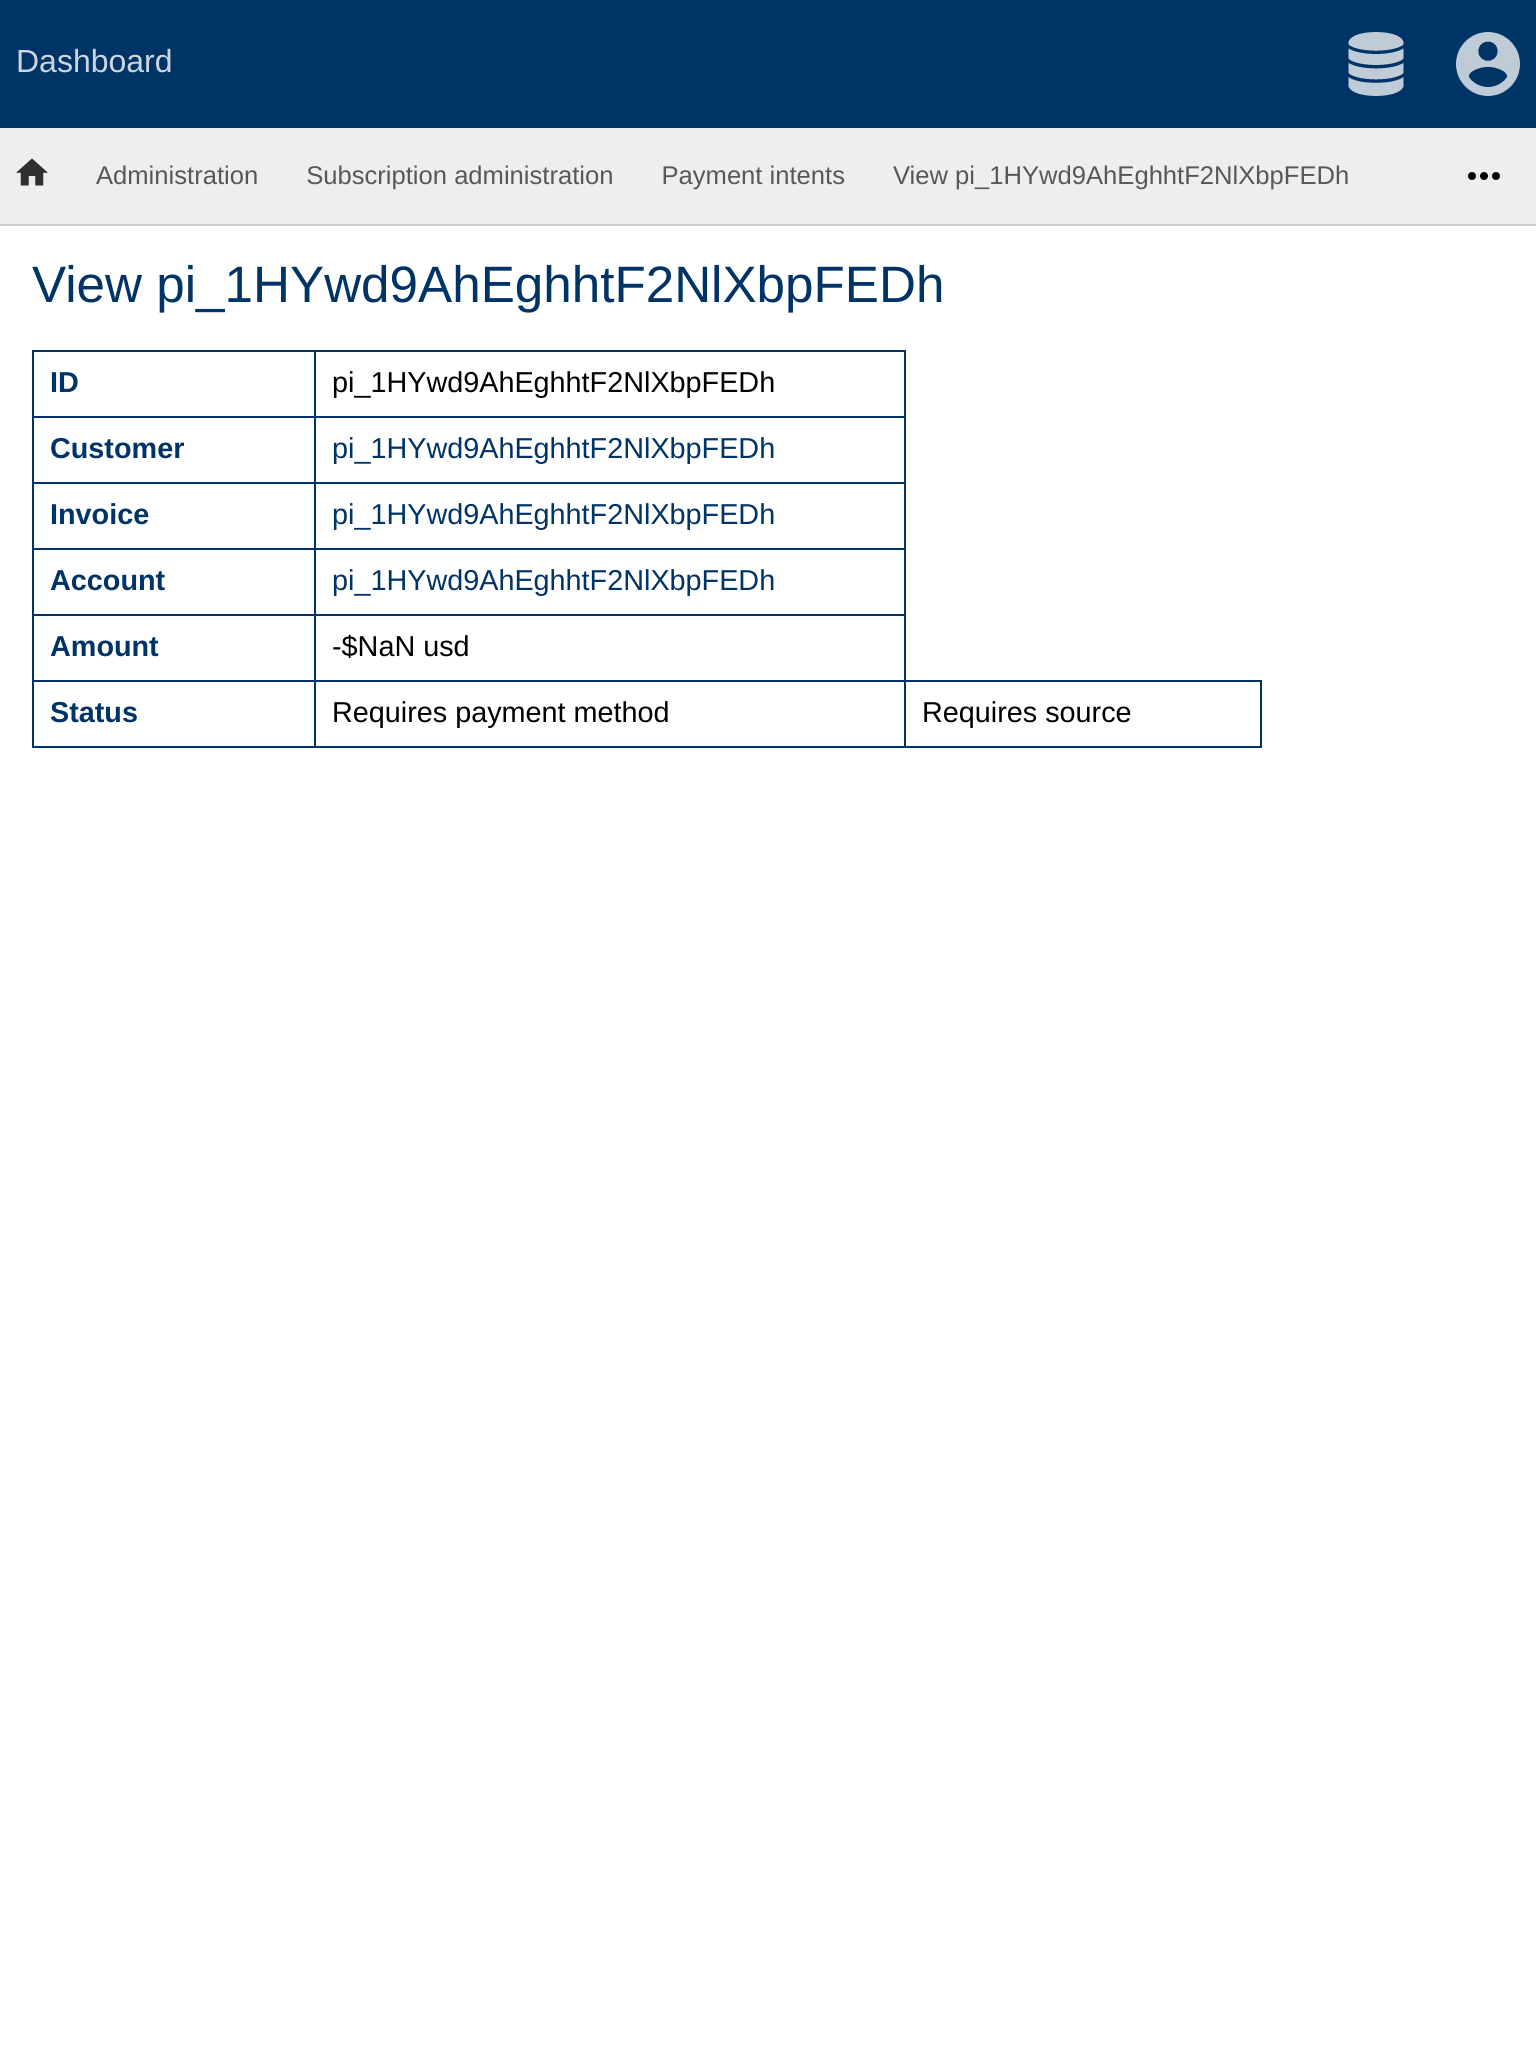 Dashboard
Administration Subscription administration Payment intents View pi_1HYwd9AhEghhtF2NlXbpFEDh
View pi_1HYwd9AhEghhtF2NlXbpFEDh
ID pi_1HYwd9AhEghhtF2NlXbpFEDh
Customer pi_1HYwd9AhEghhtF2NlXbpFEDh
Invoice pi_1HYwd9AhEghhtF2NlXbpFEDh
Account pi_1HYwd9AhEghhtF2NlXbpFEDh
Amount -$NaN usd
Status Requires payment method Requires source